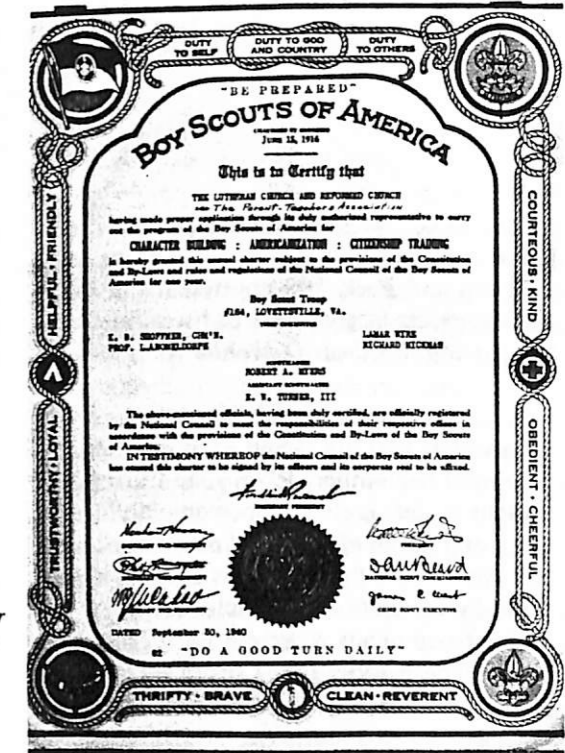 DUTY TO SELF
DUTY TO GOD AND COUNTRY
DUTY TO OTHERS
"BE PREPARED"
BOY SCOUTS OF AMERICA
June 15, 1916
This is to Certify that
THE LUTHERAN CHURCH AND REFORMED CHURCH
The Parent-Teachers Association
having made proper application through its duly authorized representative to carry
out the program of the Boy Scouts of America for
CHARACTER BUILDING : AMERICANIZATION : CITIZENSHIP TRAINING
is hereby granted this annual charter subject to the provisions of the Constitution
and By-Laws and rules and regulations of the National Council of the Boy Scouts of
America for one year.
Boy Scout Troop
#1164, LOVETTSVILLE, VA.
LAMAR WIRE
RICHARD HICKMAN
ROBERT A. MYERS
E. W. TURNER, III
The above-mentioned officials, having been duly certified, are officially registered
by the National Council to meet the responsibilities of their respective offices in
accordance with the provisions of the Constitution and By-Laws of the Boy Scouts
of America.
IN TESTIMONY WHEREOF the National Council of the Boy Scouts of America
has caused this charter to be signed by its officers and its corporate seal to be affixed.
PRESIDENT
Dan Beard
NATIONAL SCOUT COMMISSIONER
James E. West
CHIEF SCOUT EXECUTIVE
DATED September 30, 1940
"DO A GOOD TURN DAILY"
HELPFUL · FRIENDLY
TRUSTWORTHY · LOYAL
COURTEOUS · KIND
OBEDIENT · CHEERFUL
THRIFTY · BRAVE
CLEAN · REVERENT